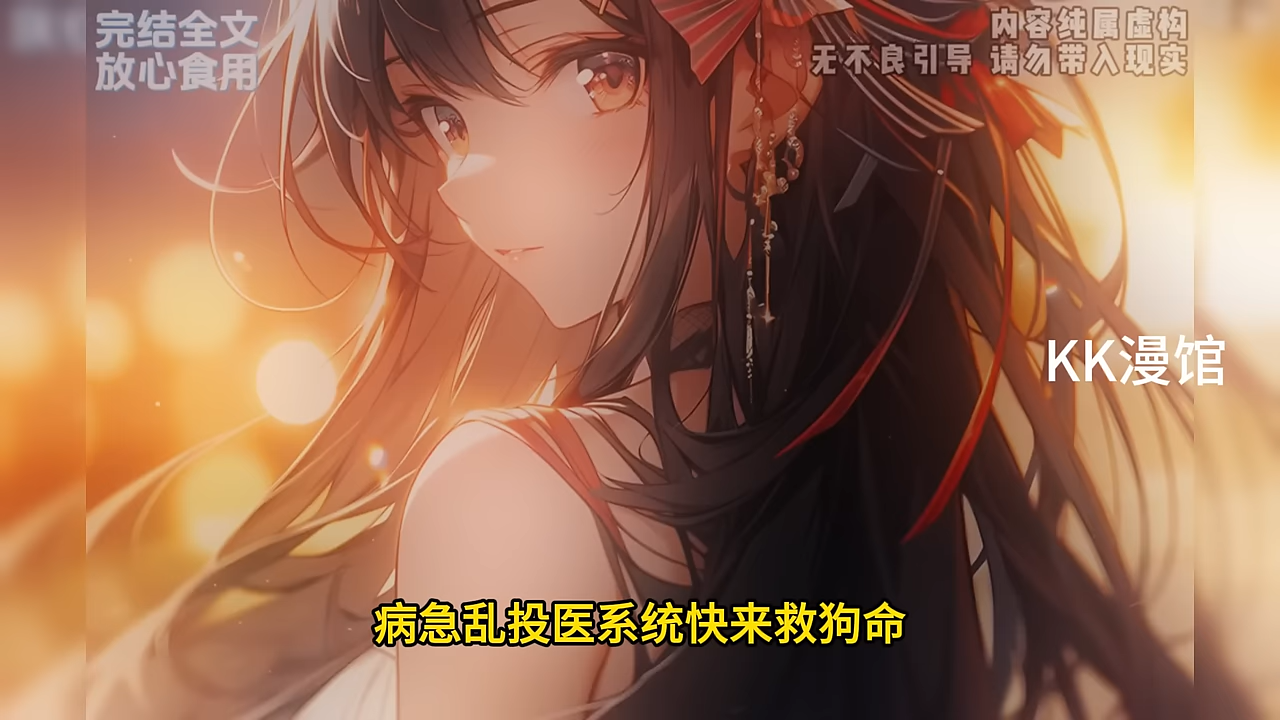 完结全文
放心食用
内容纯属虚构
无不良引导 请勿带入现实
KK漫馆
病急乱投医系统快来救狗命